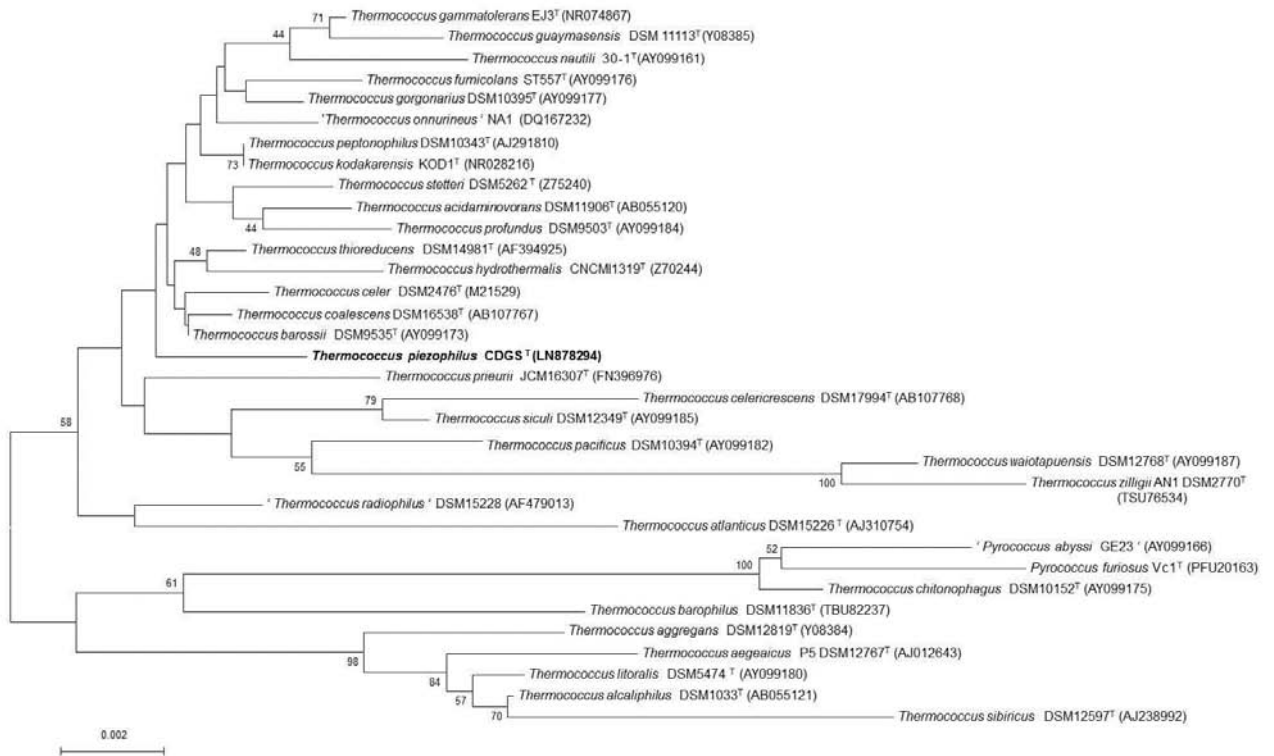 71
Thermococcus gammatolerans EJ3ᵀ (NR074867)
44
Thermococcus guaymasensis DSM 11113ᵀ (Y08385)
Thermococcus nautili 30-1ᵀ (AY099161)
Thermococcus fumicolans ST557ᵀ (AY099176)
Thermococcus gorgonarius DSM10395ᵀ (AY099177)
'Thermococcus onnurineus ' NA1 (DQ167232)
Thermococcus peptonophilus DSM10343ᵀ (AJ291810)
73
Thermococcus kodakarensis KOD1ᵀ (NR028216)
Thermococcus stetteri DSM5262 ᵀ (Z75240)
Thermococcus acidaminovorans DSM11906ᵀ (AB055120)
44
Thermococcus profundus DSM9503ᵀ (AY099184)
48
Thermococcus thioreducens DSM14981ᵀ (AF394925)
Thermococcus hydrothermalis CNCMI1319ᵀ (Z70244)
Thermococcus celer DSM2476ᵀ (M21529)
Thermococcus coalescens DSM16538ᵀ (AB107767)
Thermococcus barossii DSM9535ᵀ (AY099173)
Thermococcus piezophilus CDGS ᵀ (LN878294)
Thermococcus prieurii JCM16307ᵀ (FN396976)
79
Thermococcus celericrescens DSM17994ᵀ (AB107768)
58
Thermococcus siculi DSM12349ᵀ (AY099185)
Thermococcus pacificus DSM10394ᵀ (AY099182)
55
Thermococcus waiotapuensis DSM12768ᵀ (AY099187)
100
Thermococcus zilligii AN1 DSM2770ᵀ
(TSU76534)
' Thermococcus radiophilus ' DSM15228 (AF479013)
Thermococcus atlanticus DSM15226ᵀ (AJ310754)
52
' Pyrococcus abyssi GE23 ' (AY099166)
100
Pyrococcus furiosus Vc1ᵀ (PFU20163)
61
Thermococcus chitonophagus DSM10152ᵀ (AY099175)
Thermococcus barophilus DSM11836ᵀ (TBU82237)
Thermococcus aggregans DSM12819ᵀ (Y08384)
98
Thermococcus aegeaicus P5 DSM12767ᵀ (AJ012643)
84
Thermococcus litoralis DSM5474 ᵀ (AY099180)
57
Thermococcus alcaliphilus DSM1033ᵀ (AB055121)
70
Thermococcus sibiricus DSM12597ᵀ (AJ238992)
0.002